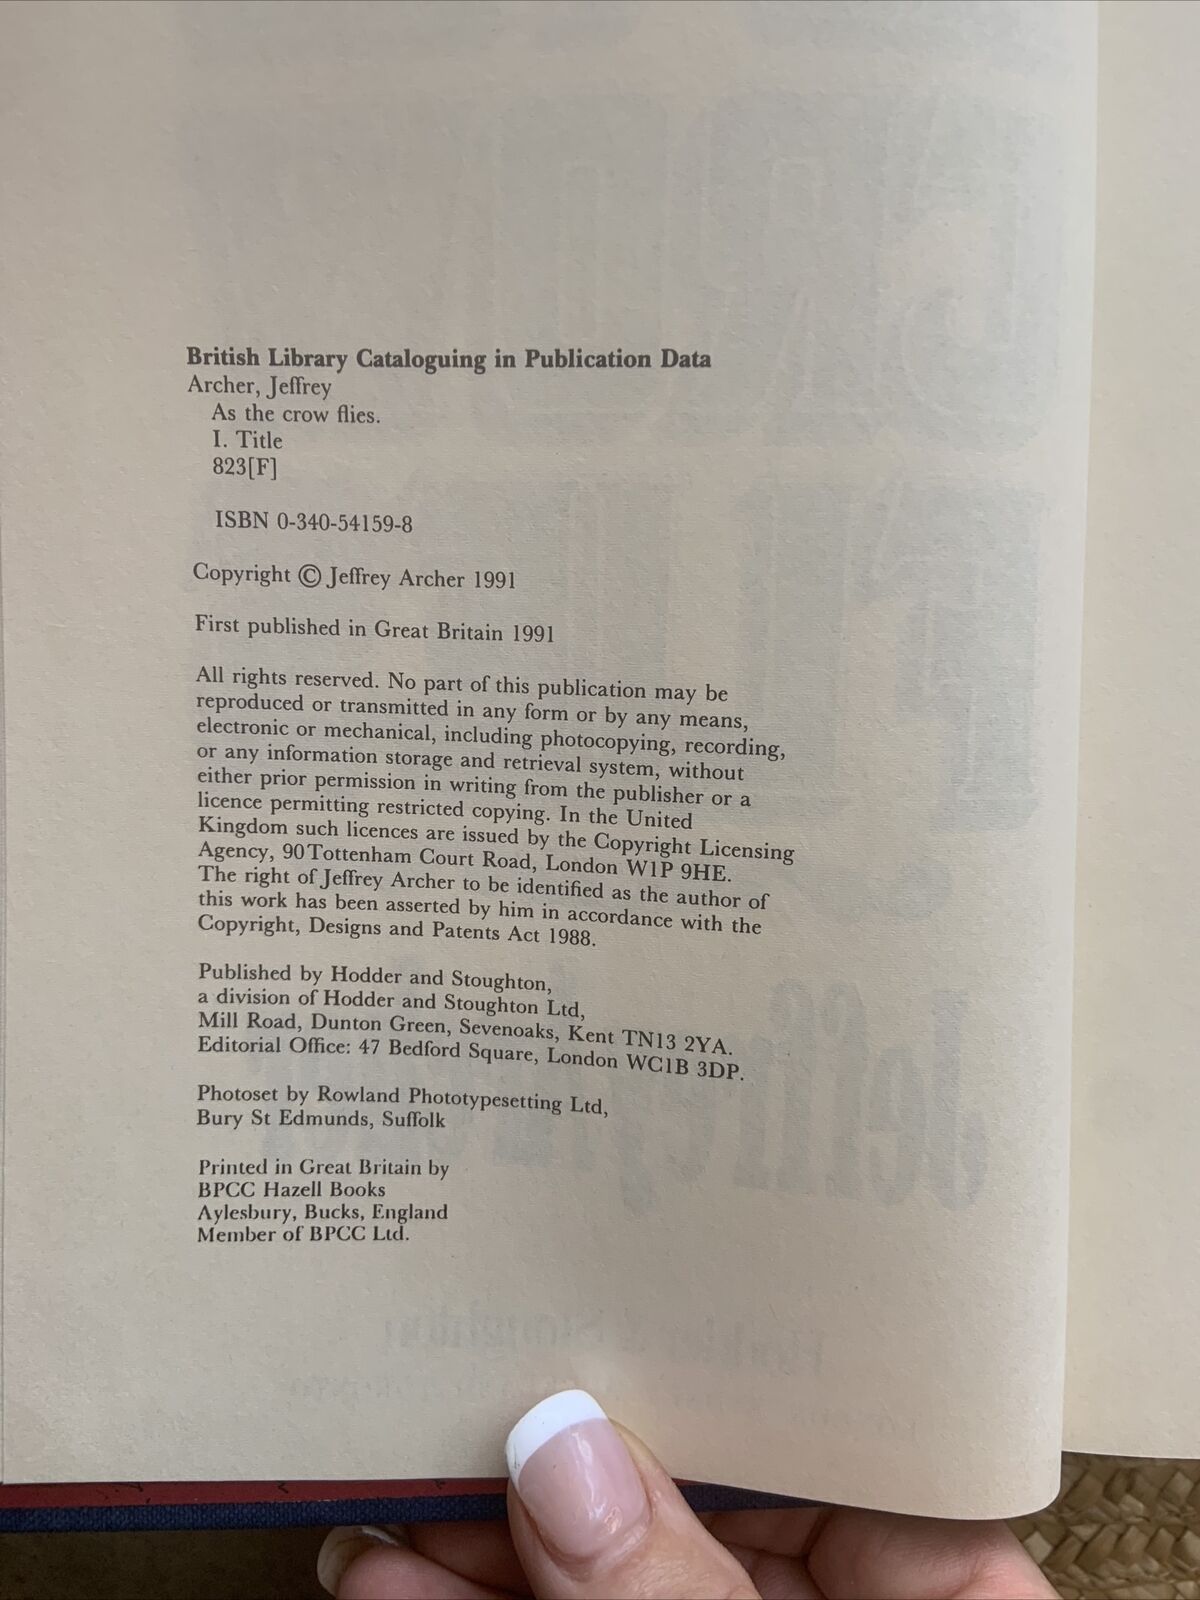 British Library Cataloguing in Publication Data
Archer, Jeffrey
As the crow flies.
I. Title
823[F]
ISBN 0-340-54159-8
Copyright © Jeffrey Archer 1991
First published in Great Britain 1991
All rights reserved. No part of this publication may be
reproduced or transmitted in any form or by any means,
electronic or mechanical, including photocopying, recording,
or any information storage and retrieval system, without
either prior permission in writing from the publisher or a
licence permitting restricted copying. In the United
Kingdom such licences are issued by the Copyright Licensing
Agency, 90 Tottenham Court Road, London W1P 9HE.
The right of Jeffrey Archer to be identified as the author of
this work has been asserted by him in accordance with the
Copyright, Designs and Patents Act 1988.
Published by Hodder and Stoughton,
a division of Hodder and Stoughton Ltd,
Mill Road, Dunton Green, Sevenoaks, Kent TN13 2YA.
Editorial Office: 47 Bedford Square, London WC1B 3DP.
Photoset by Rowland Phototypesetting Ltd,
Bury St Edmunds, Suffolk
Printed in Great Britain by
BPCC Hazell Books
Aylesbury, Bucks, England
Member of BPCC Ltd.